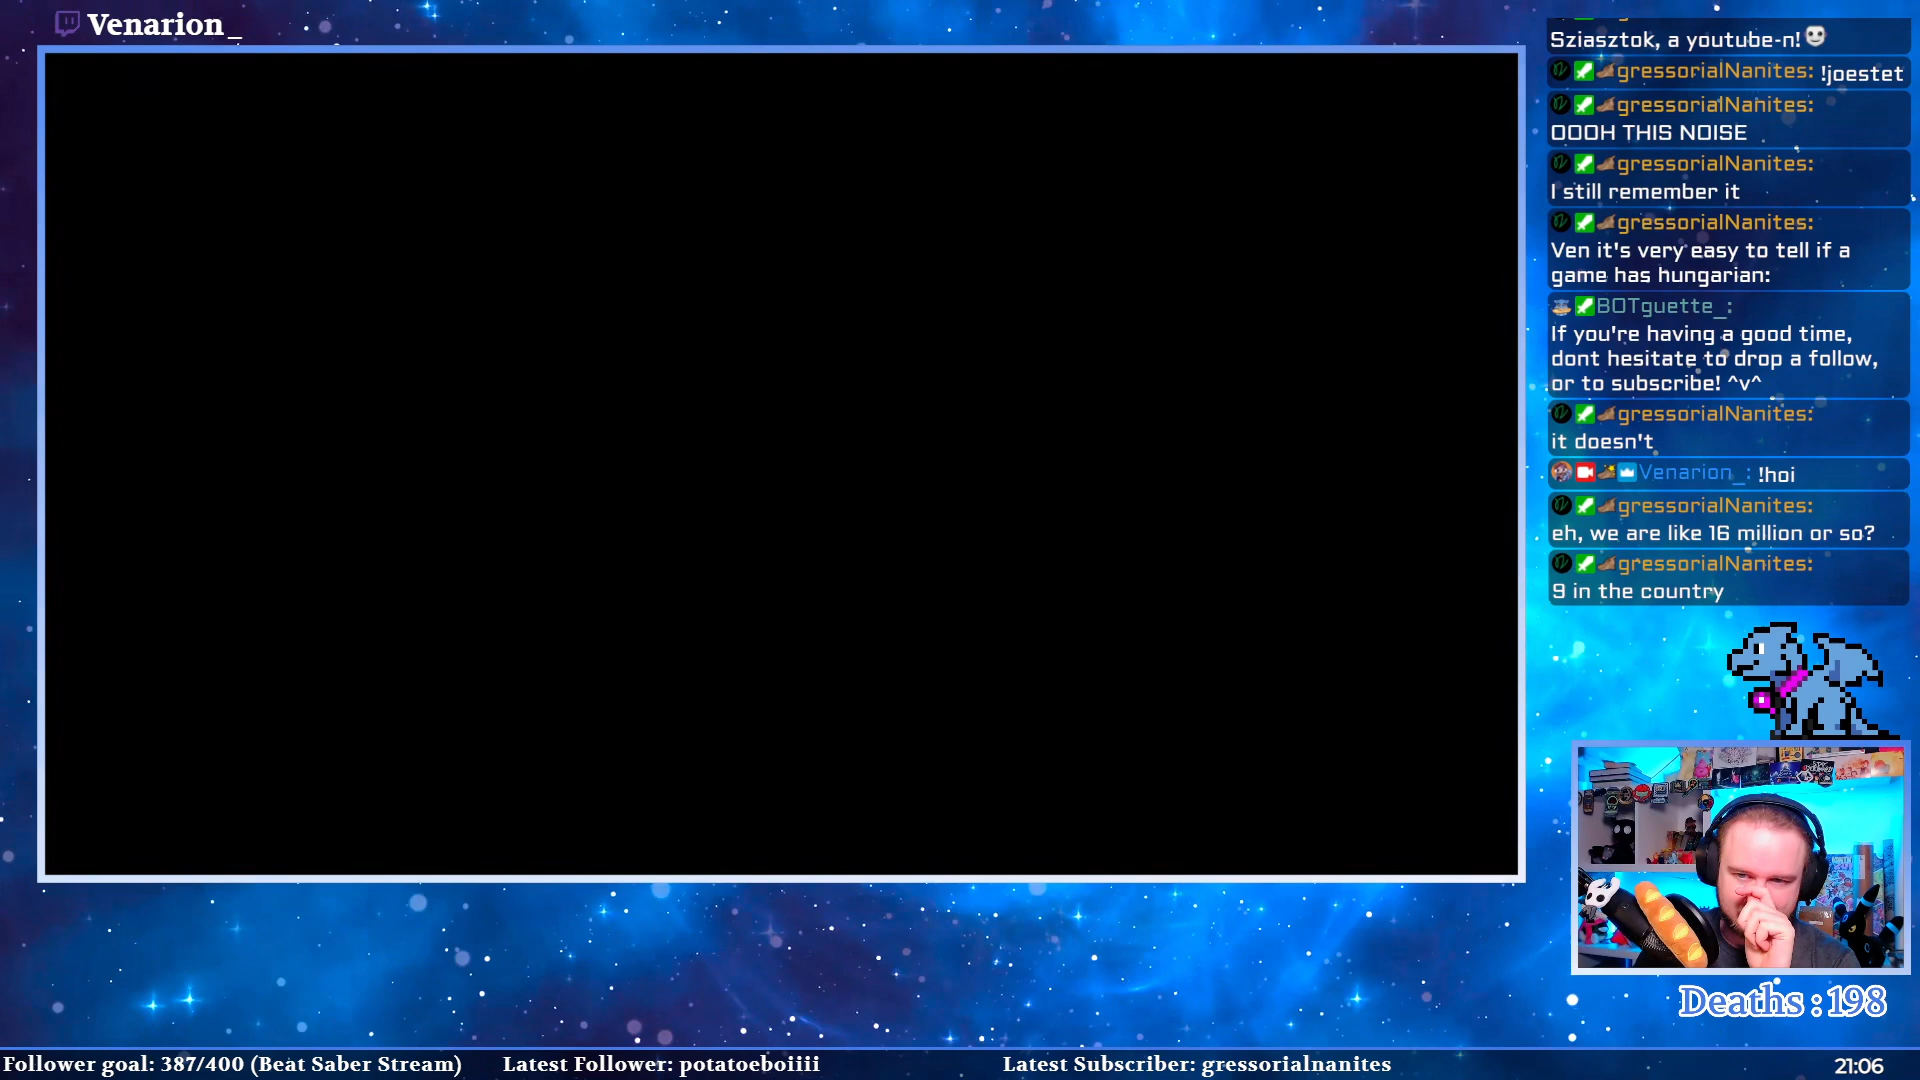 Venarion_
Sziasztok, a youtube-n!
gressorialNanites: !joestet
gressorialNanites:
OOOH THIS NOISE
gressorialNanites:
I still remember it
gressorialNanites:
Ven it's very easy to tell if a
game has hungarian:
BOTguette_:
If you're having a good time,
dont hesitate to drop a follow,
or to subscribe! ^v^
gressorialNanites:
it doesn't
Venarion_: !hoi
gressorialNanites:
eh, we are like 16 million or so?
gressorialNanites:
9 in the country
Deaths : 198
Follower goal: 387/400 (Beat Saber Stream)
Latest Follower: potatoeboiiii
Latest Subscriber: gressorialnanites
21:06